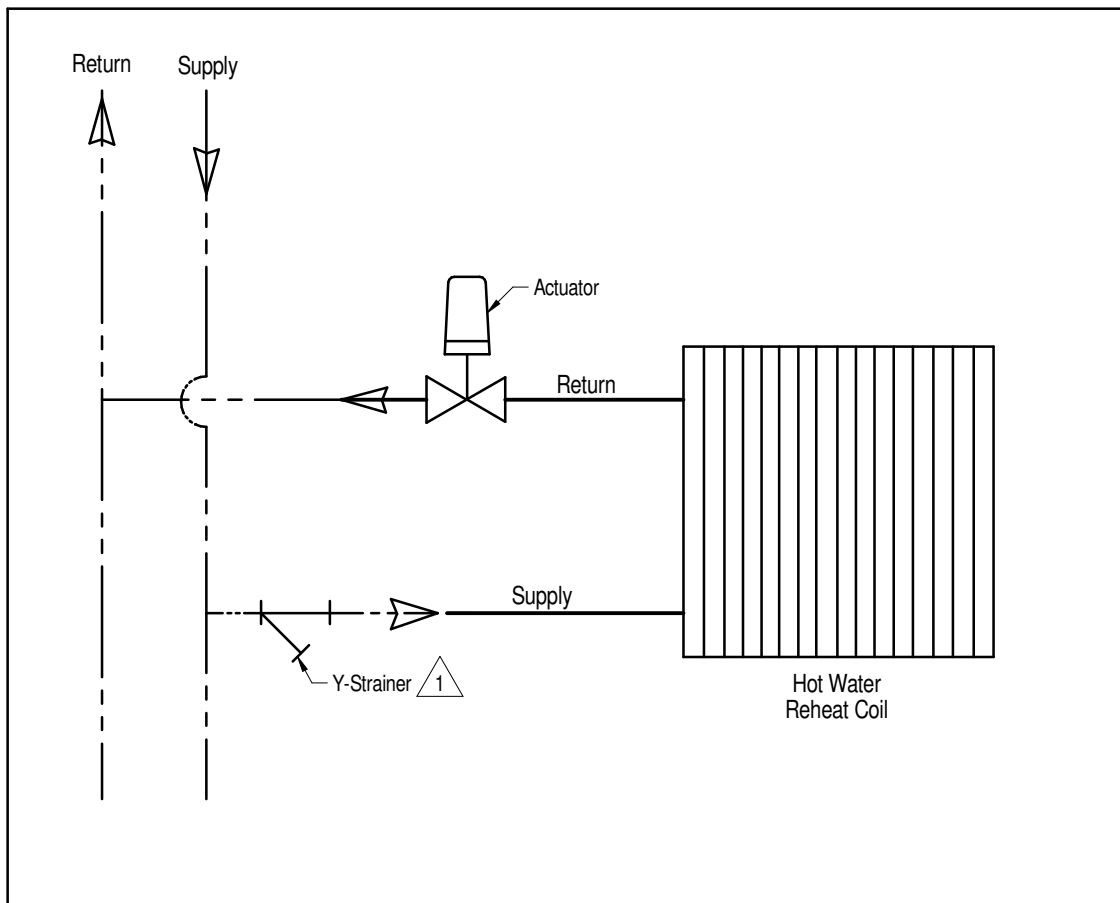 Return
Supply
Actuator
Return
Supply
Y-Strainer
1
Hot Water
Reheat Coil